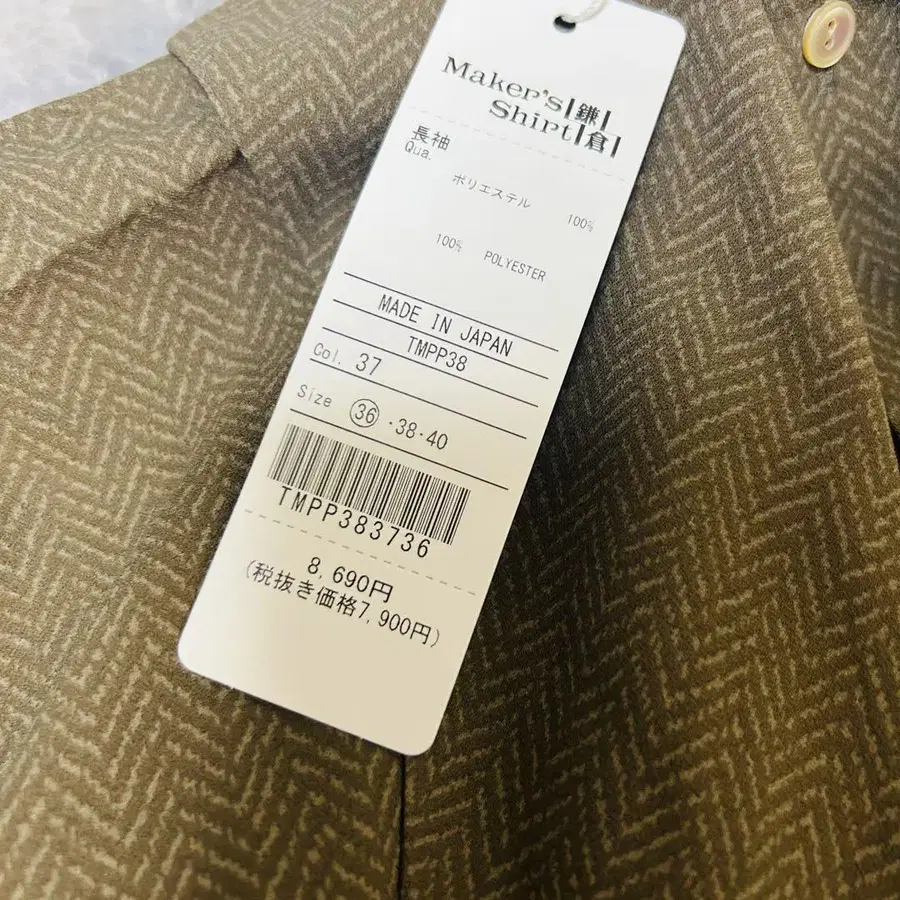 Maker's 鎌
Shirt 倉
長袖
Qua.
ポリエステル 100%
100% POLYESTER
MADE IN JAPAN
TMPP38
Col. 37
Size 36・38・40
TMPP383736
8,690円
(税抜き価格7,900円)